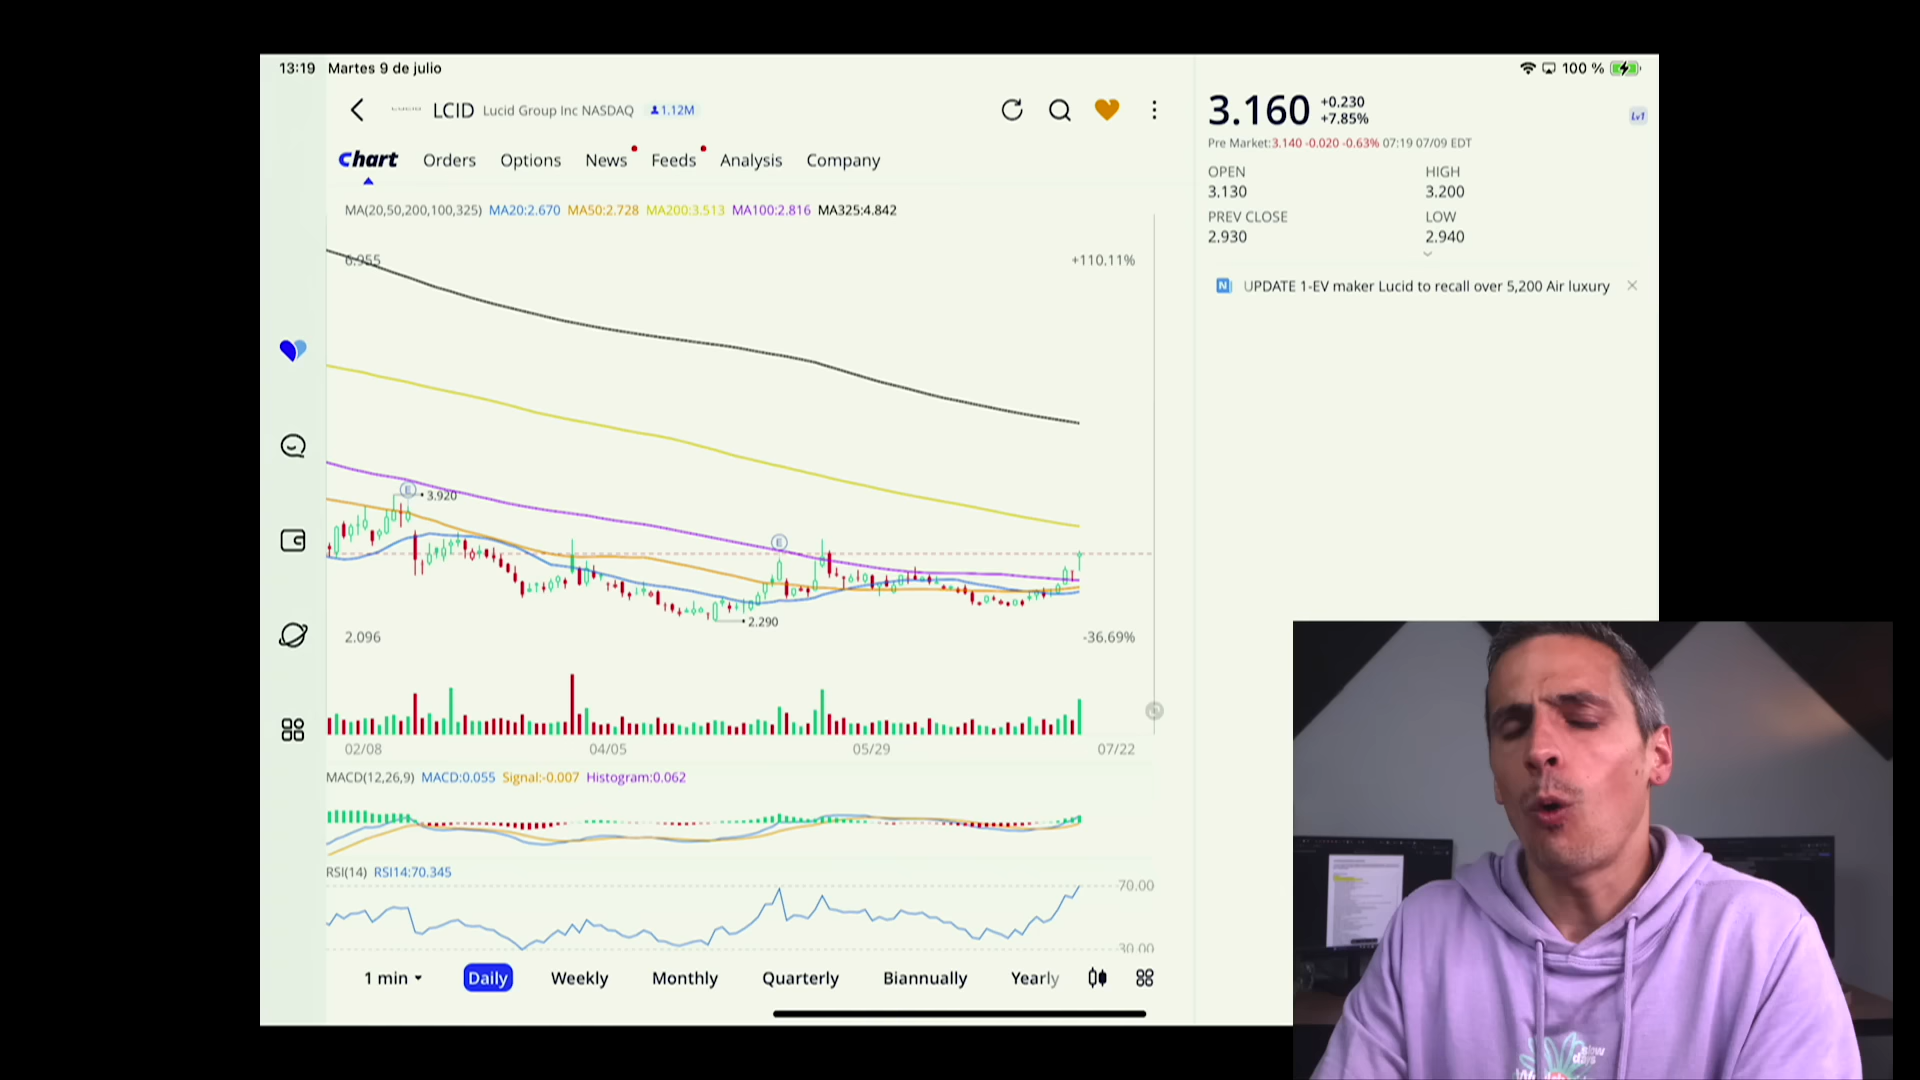 13:19 Martes 9 de julio
100 %
LCID Lucid Group Inc NASDAQ 1.12M
Chart Orders Options News Feeds Analysis Company
MA(20,50,200,100,325) MA20:2.670 MA50:2.728 MA200:3.513 MA100:2.816 MA325:4.842
6.955
+110.11%
E
3.920
E
2.290
2.096
-36.69%
02/08 04/05 05/29 07/22
MACD(12,26,9) MACD:0.055 Signal:-0.007 Histogram:0.062
RSI(14) RSI14:70.345
70.00
30.00
1 min Daily Weekly Monthly Quarterly Biannually Yearly
3.160 +0.230
+7.85%
Lv1
Pre Market:3.140 -0.020 -0.63% 07:19 07/09 EDT
OPEN HIGH
3.130 3.200
PREV CLOSE LOW
2.930 2.940
N UPDATE 1-EV maker Lucid to recall over 5,200 Air luxury
slow
days